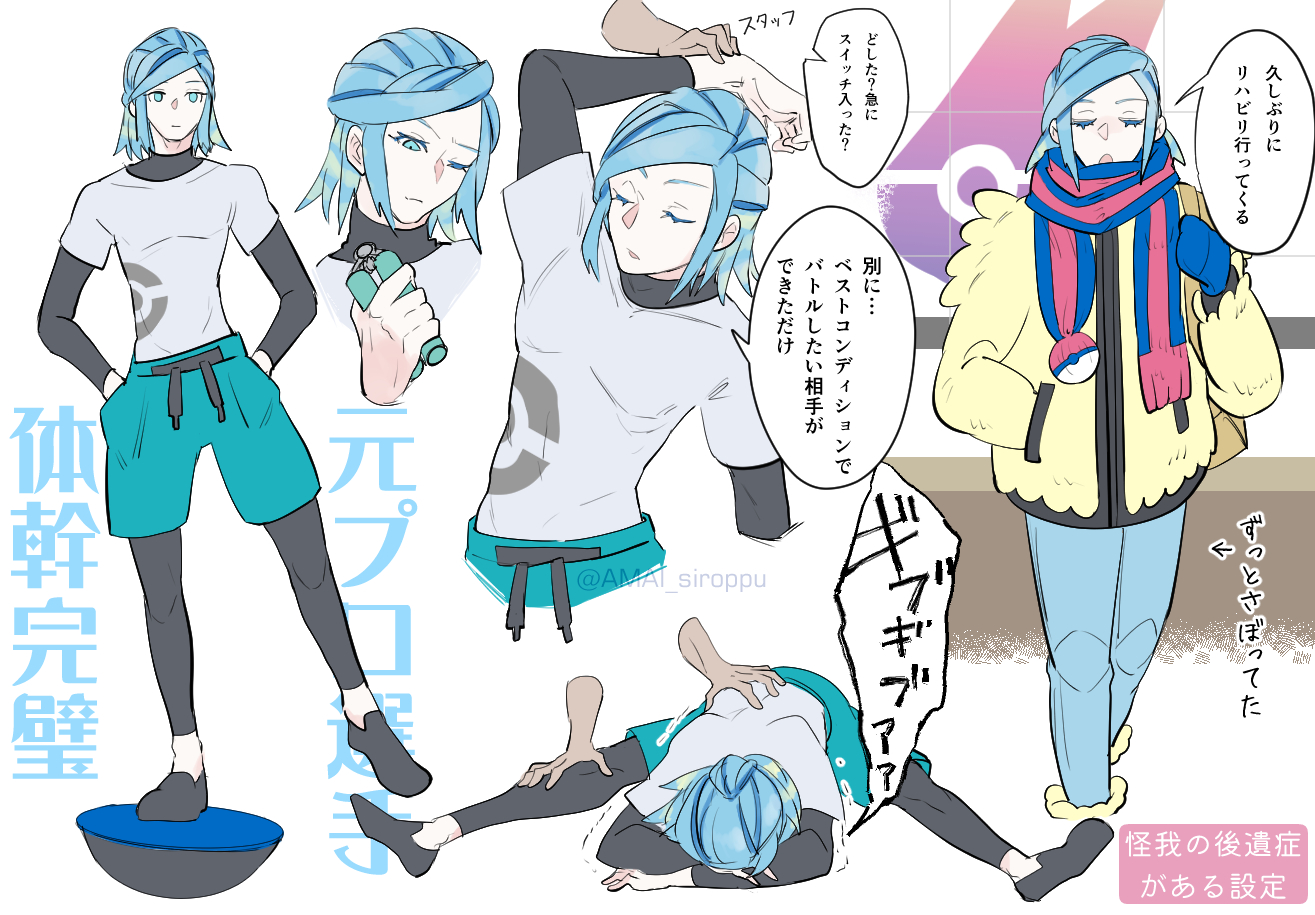 久しぶりに
リハビリ行ってくる
ずっとさぼってた
←
スタッフ
どした?急に
スイッチ入った?
別に…
ベストコンディションで
バトルしたい相手が
できただけ
元プロ選手
体幹完璧
@AMAI_siroppu
ギブギブァァァ
怪我の後遺症
がある設定